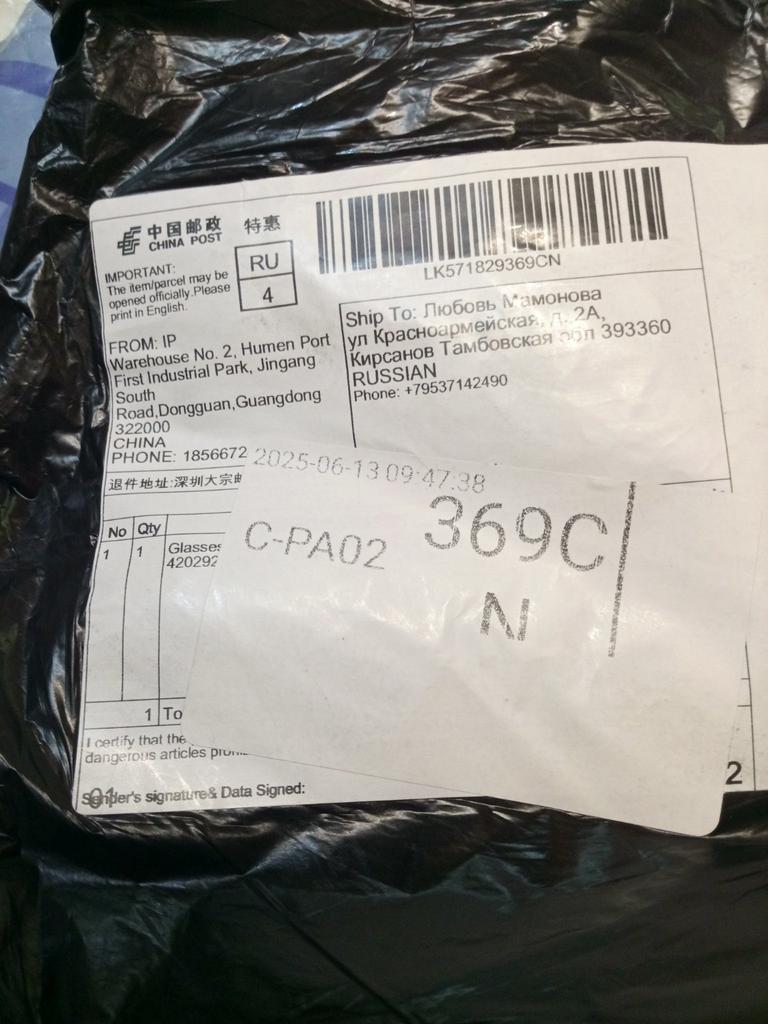 中国邮政 特惠
CHINA POST
RU
4
LK571829369CN
IMPORTANT:
The item/parcel may be
opened officially.Please
print in English.
FROM: IP
Warehouse No. 2, Humen Port
First Industrial Park, Jingang
South
Road,Dongguan,Guangdong
322000
CHINA
PHONE: 1856672
退件地址:深圳大宗邮
Ship To: Любовь Мамонова
ул Красноармейская, д. 2А,
Кирсанов Тамбовская обл 393360
RUSSIAN
Phone: +79537142490
2025-06-13 09:47:38
C-PA02
369C
N
No Qty
1 1 Glasses
420292
1 To
I certify that the
dangerous articles
Sender's signature& Data Signed:
01
2